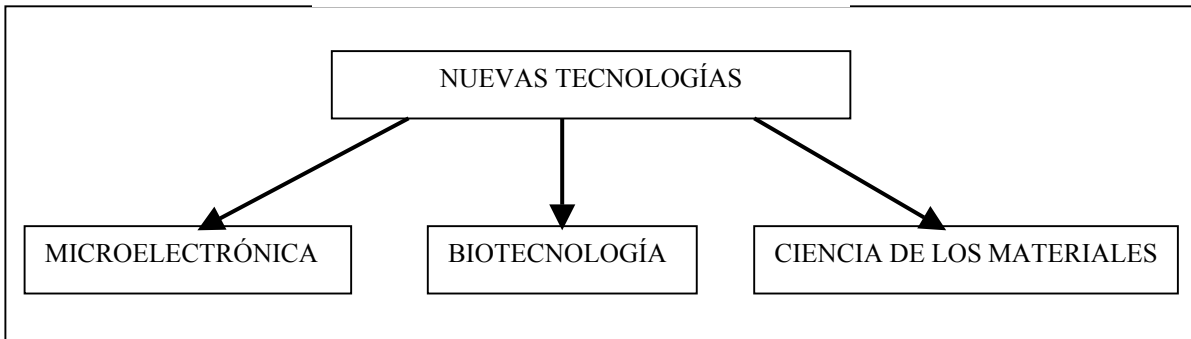 NUEVAS TECNOLOGÍAS
MICROELECTRÓNICA
BIOTECNOLOGÍA
CIENCIA DE LOS MATERIALES